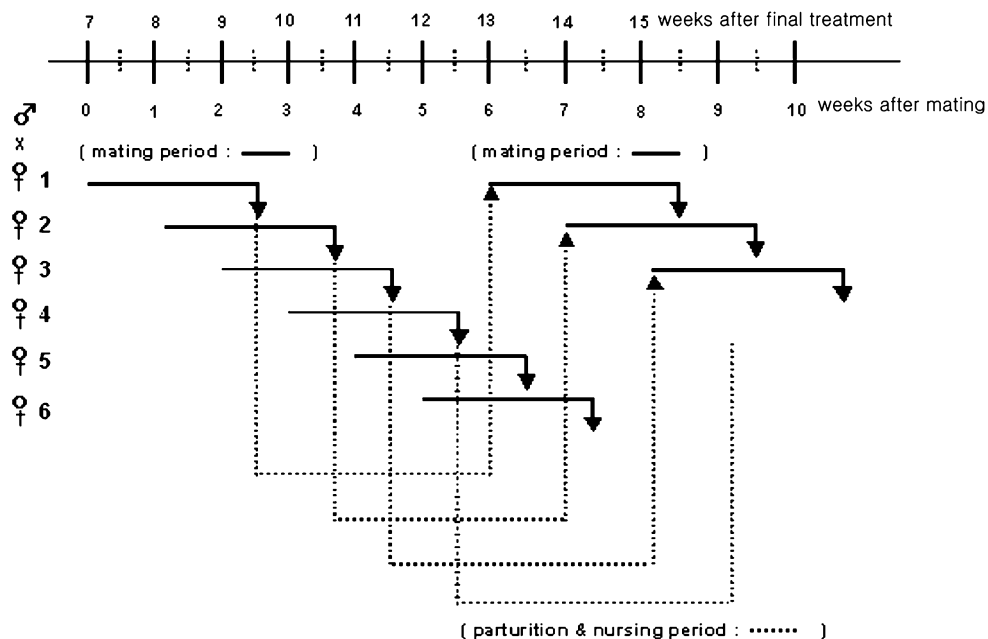 7 8 9 10 11 12 13 14 15 weeks after final treatment
0 1 2 3 4 5 6 7 8 9 10 weeks after mating
♂
x
( mating period : ) ( mating period : )
♀ 1
♀ 2
♀ 3
♀ 4
♀ 5
♀ 6
( parturition & nursing period : )